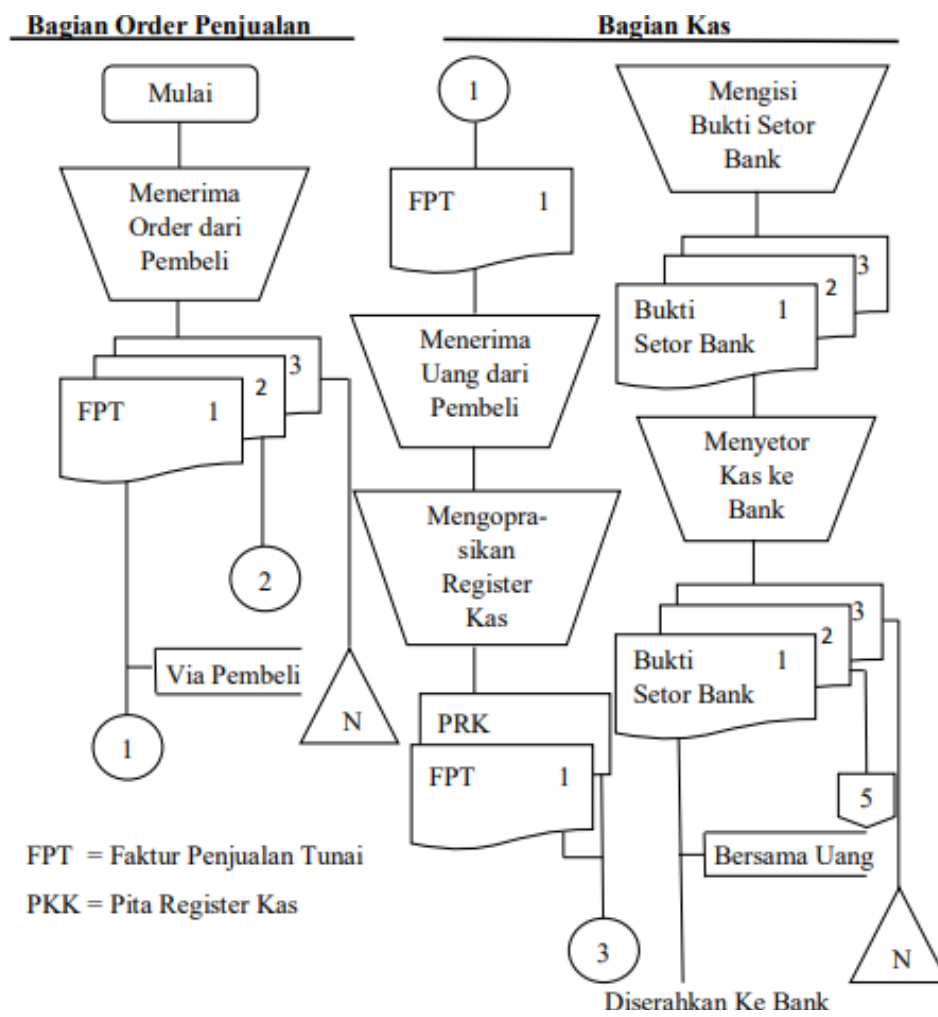 Bagian Order Penjualan
Mulai
Menerima
Order dari
Pembeli
3
2
FPT 1
2
Via Pembeli
N
1
FPT = Faktur Penjualan Tunai
PKK = Pita Register Kas
Bagian Kas
1
FPT 1
Menerima
Uang dari
Pembeli
Mengopra-
sikan
Register
Kas
PRK
FPT 1
3
Mengisi
Bukti Setor
Bank
3
2
Bukti 1
Setor Bank
Menyetor
Kas ke
Bank
3
2
Bukti 1
Setor Bank
5
Bersama Uang
N
Diserahkan Ke Bank